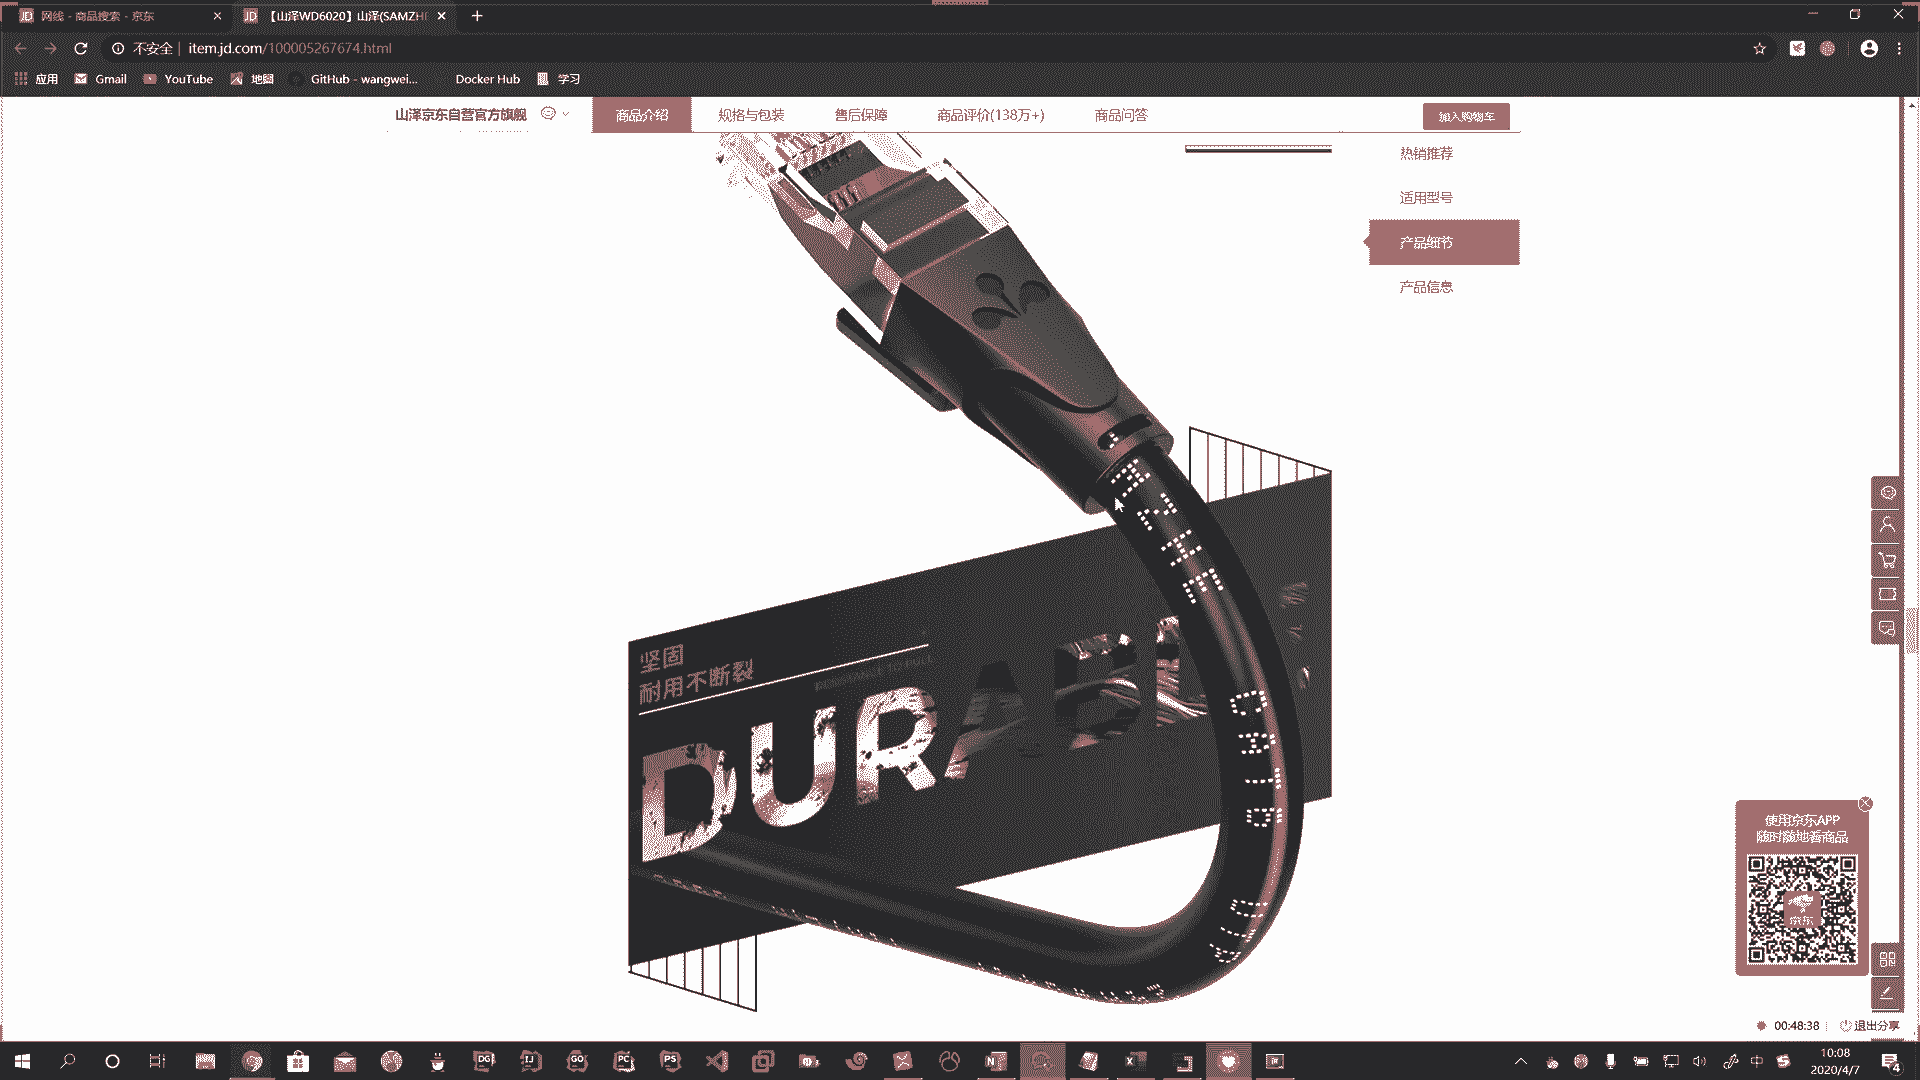 网线 - 商品搜索 - 京东
【山泽WD6020】山泽(SAMZHI
不安全 | item.jd.com/100005267674.html
应用 Gmail YouTube 地图 GitHub - wangwei... Docker Hub 学习
山泽京东自营官方旗舰 商品介绍 规格与包装 售后保障 商品评价(138万+) 商品问答 加入购物车
热销推荐
适用型号
产品细节
产品信息
坚固
耐用不断裂
DURABL
使用京东APP
随时随地看商品
京东
00:48:38 退出分享
中
10:08
2020/4/7
4